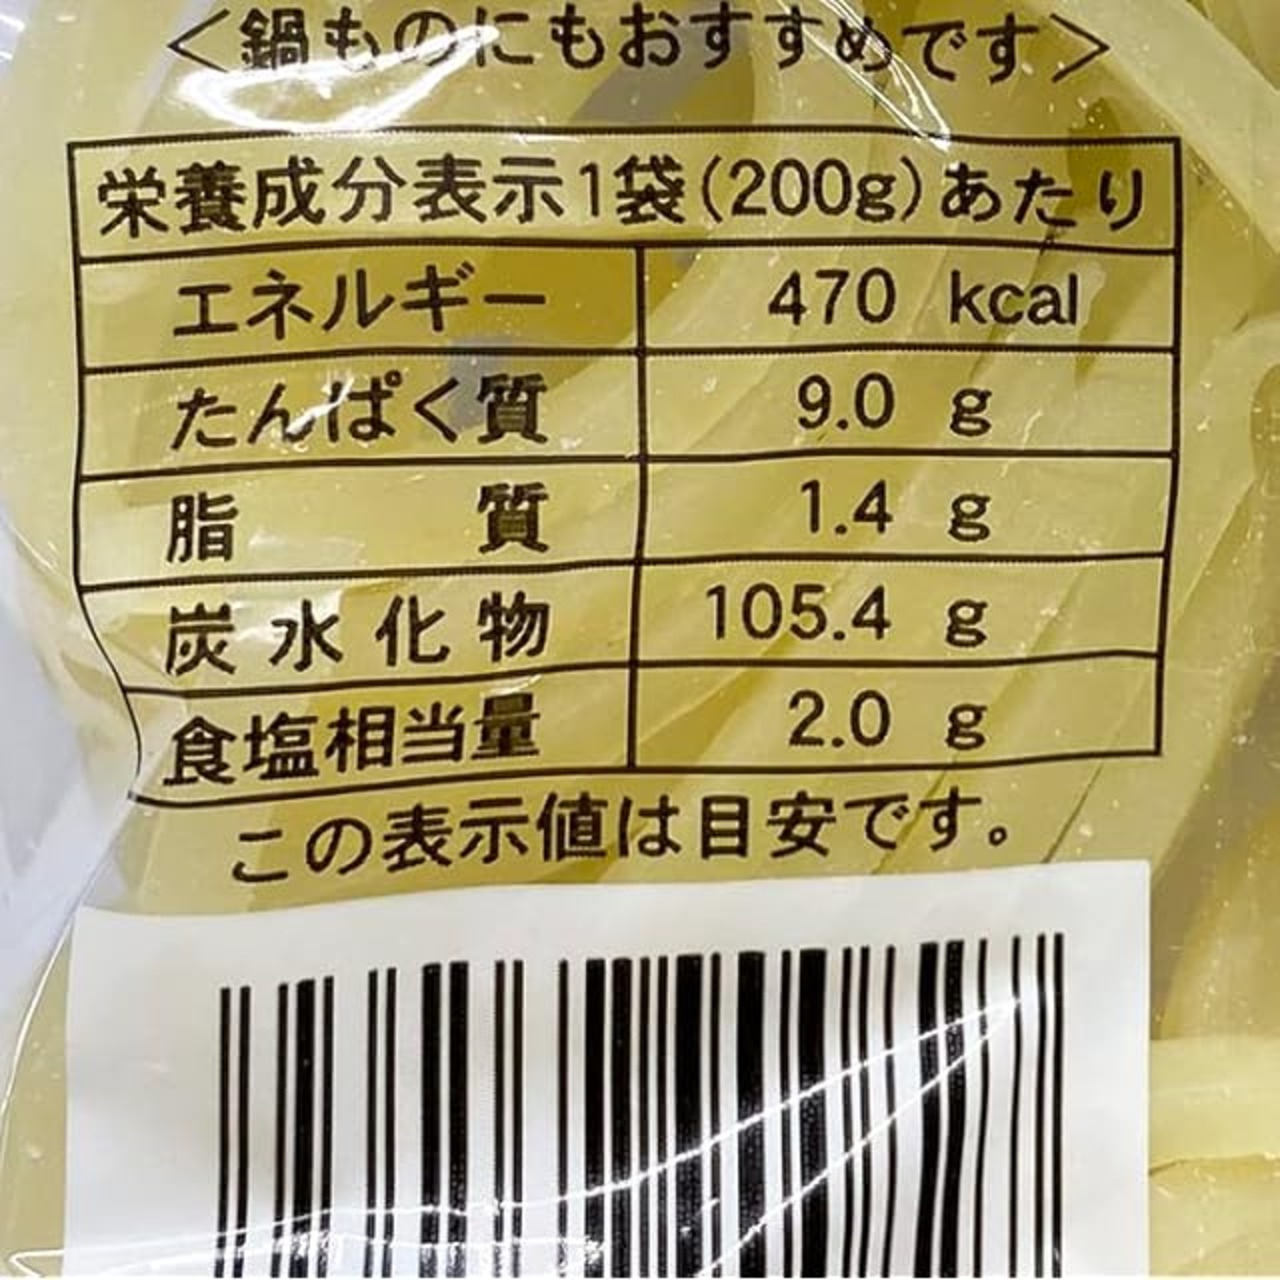 ＜鍋ものにもおすすめです＞
栄養成分表示1袋(200g)あたり
エネルギー 470 kcal
たんぱく質 9.0 g
脂質 1.4 g
炭水化物 105.4 g
食塩相当量 2.0 g
この表示値は目安です。